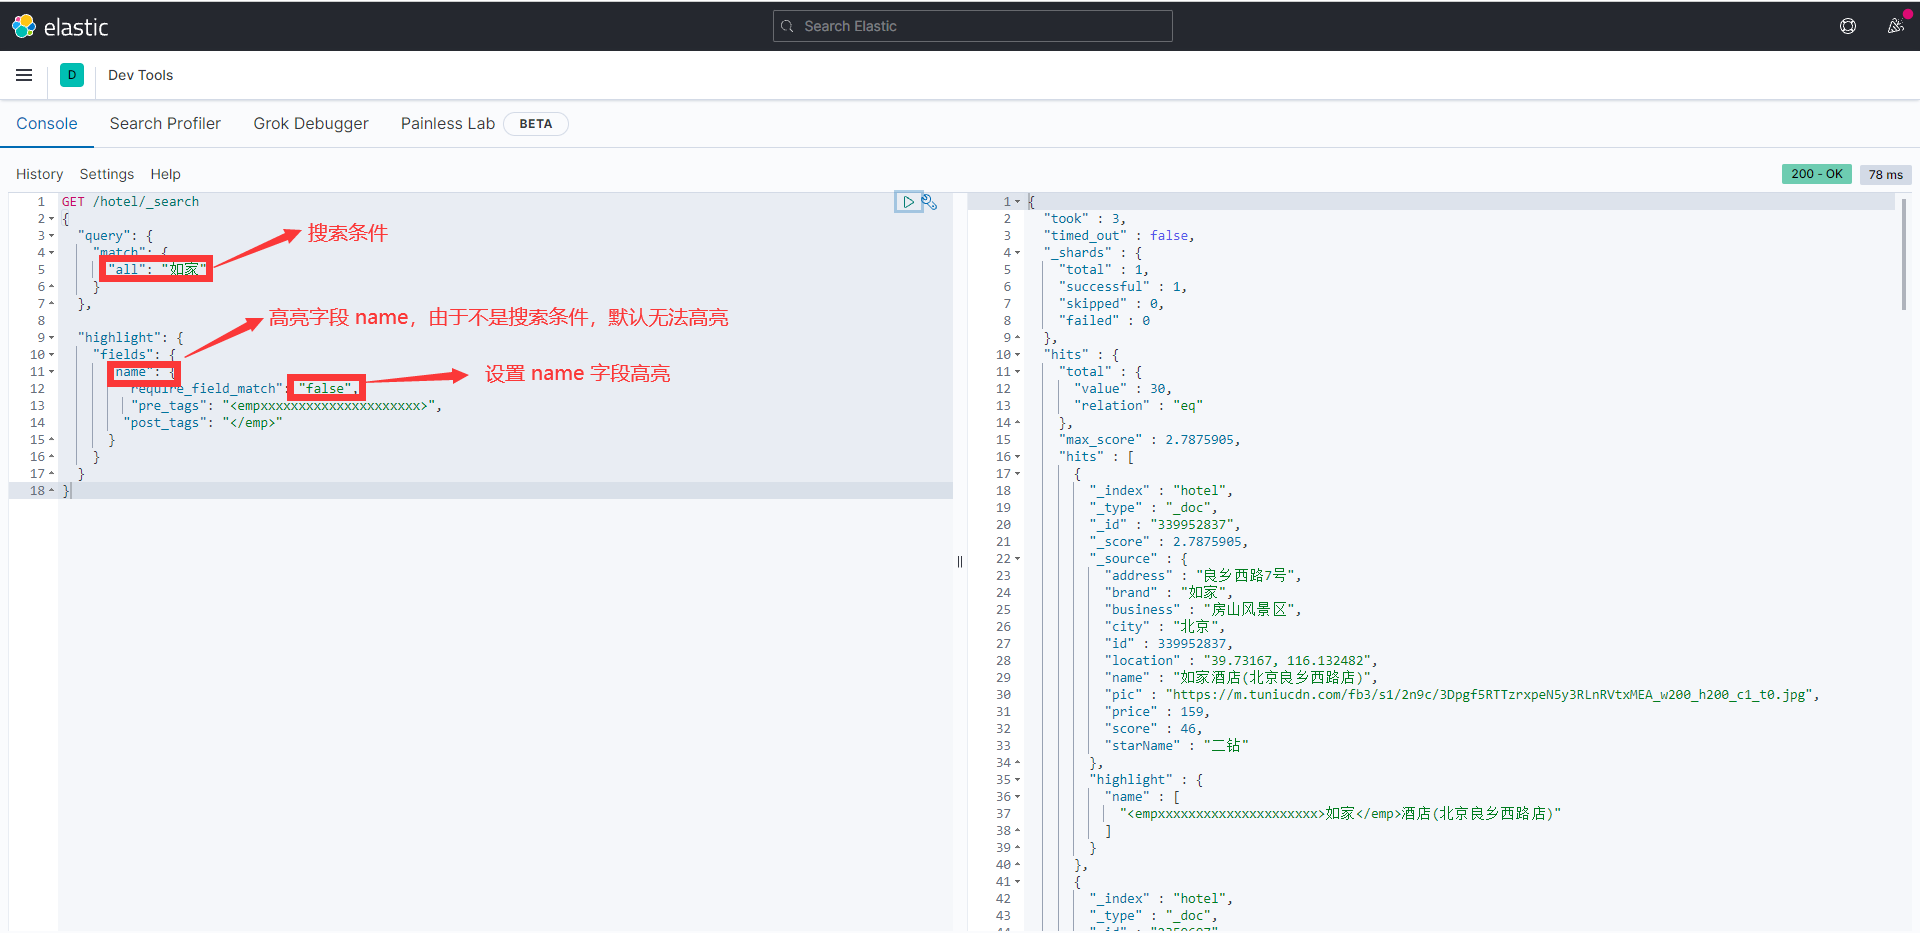 elastic
Search Elastic
D
Dev Tools
Console
Search Profiler
Grok Debugger
Painless Lab
BETA
History
Settings
Help
200 - OK
78 ms
1 GET /hotel/_search
2 {
3 "query": {
4 "match": {
5 "all": "如家"
6 }
7 },
8
9 "highlight": {
10 "fields": {
11 name": {
12 require_field_match": "false",
13 "pre_tags": "<empxxxxxxxxxxxxxxxxxxxxx>",
14 "post_tags": "</emp>"
15 }
16 }
17 }
18 }
搜索条件
高亮字段 name，由于不是搜索条件，默认无法高亮
设置 name 字段高亮
1 {
2 "took" : 3,
3 "timed_out" : false,
4 "_shards" : {
5 "total" : 1,
6 "successful" : 1,
7 "skipped" : 0,
8 "failed" : 0
9 },
10 "hits" : {
11 "total" : {
12 "value" : 30,
13 "relation" : "eq"
14 },
15 "max_score" : 2.7875905,
16 "hits" : [
17 {
18 "_index" : "hotel",
19 "_type" : "_doc",
20 "_id" : "339952837",
21 "_score" : 2.7875905,
22 "_source" : {
23 "address" : "良乡西路7号",
24 "brand" : "如家",
25 "business" : "房山风景区",
26 "city" : "北京",
27 "id" : 339952837,
28 "location" : "39.73167, 116.132482",
29 "name" : "如家酒店(北京良乡西路店)",
30 "pic" : "https://m.tuniucdn.com/fb3/s1/2n9c/3Dpgf5RTTzrxpeN5y3RLnRVtxMEA_w200_h200_c1_t0.jpg",
31 "price" : 159,
32 "score" : 46,
33 "starName" : "二钻"
34 },
35 "highlight" : {
36 "name" : [
37 "<empxxxxxxxxxxxxxxxxxxxxx>如家</emp>酒店(北京良乡西路店)"
38 ]
39 }
40 },
41 {
42 "_index" : "hotel",
43 "_type" : "_doc",